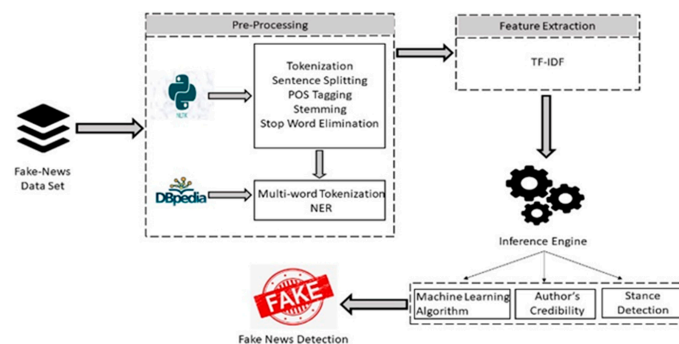 Pre-Processing
Feature Extraction
Tokenization
Sentence Splitting
POS Tagging
Stemming
Stop Word Elimination
TF-IDF
NLTK
Fake-News
Data Set
DBpedia
Multi-word Tokenization
NER
Inference Engine
Machine Learning
Algorithm
Author's
Credibility
Stance
Detection
FAKE
Fake News Detection